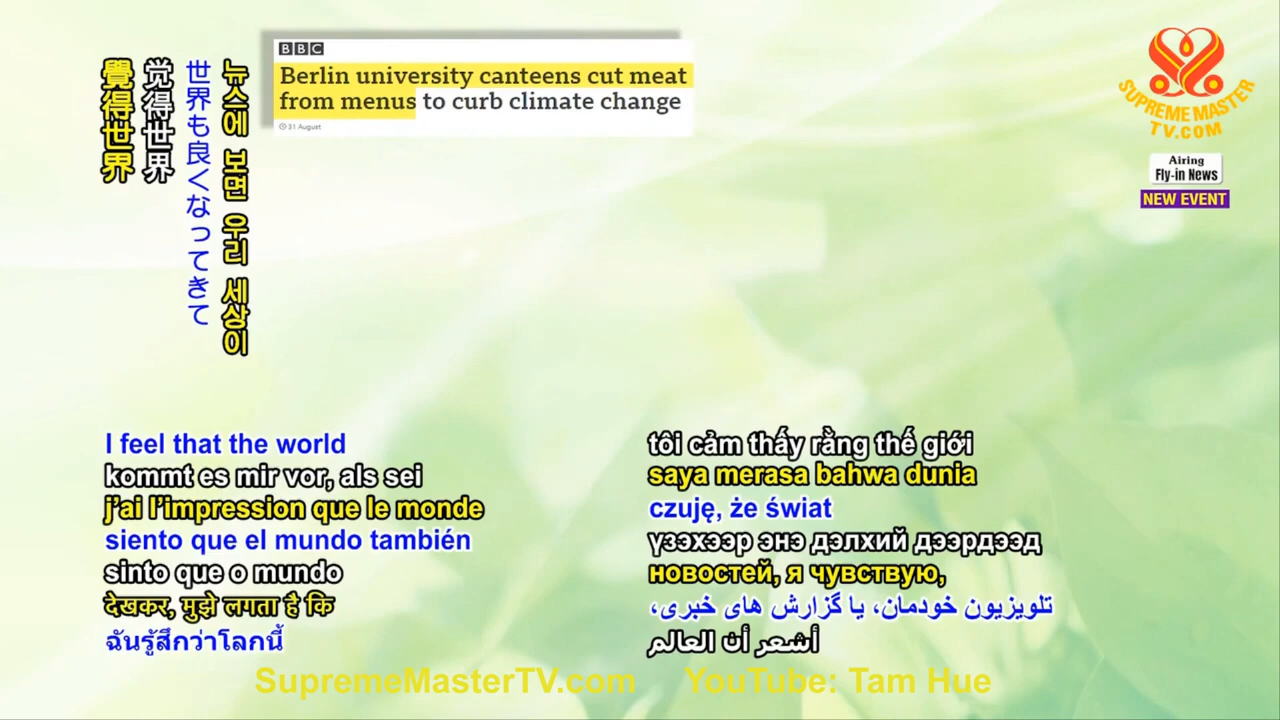 BBC
Berlin university canteens cut meat
from menus to curb climate change
31 August
SUPREME MASTER
TV.COM
Airing
Fly-in News
NEW EVENT
뉴스에 보면 우리 세상이
世界も良くなってきて
觉得世界
覺得世界
I feel that the world
kommt es mir vor, als sei
j'ai l'impression que le monde
siento que el mundo también
sinto que o mundo
देखकर, मुझे लगता है कि
ฉันรู้สึกว่าโลกนี้
tôi cảm thấy rằng thế giới
saya merasa bahwa dunia
czuję, że świat
үзэхээр энэ дэлхий дээрдээд
новостей, я чувствую,
تلویزیون خودمان، یا گزارش های خبری،
أشعر أن العالم
SupremeMasterTV.com YouTube: Tam Hue